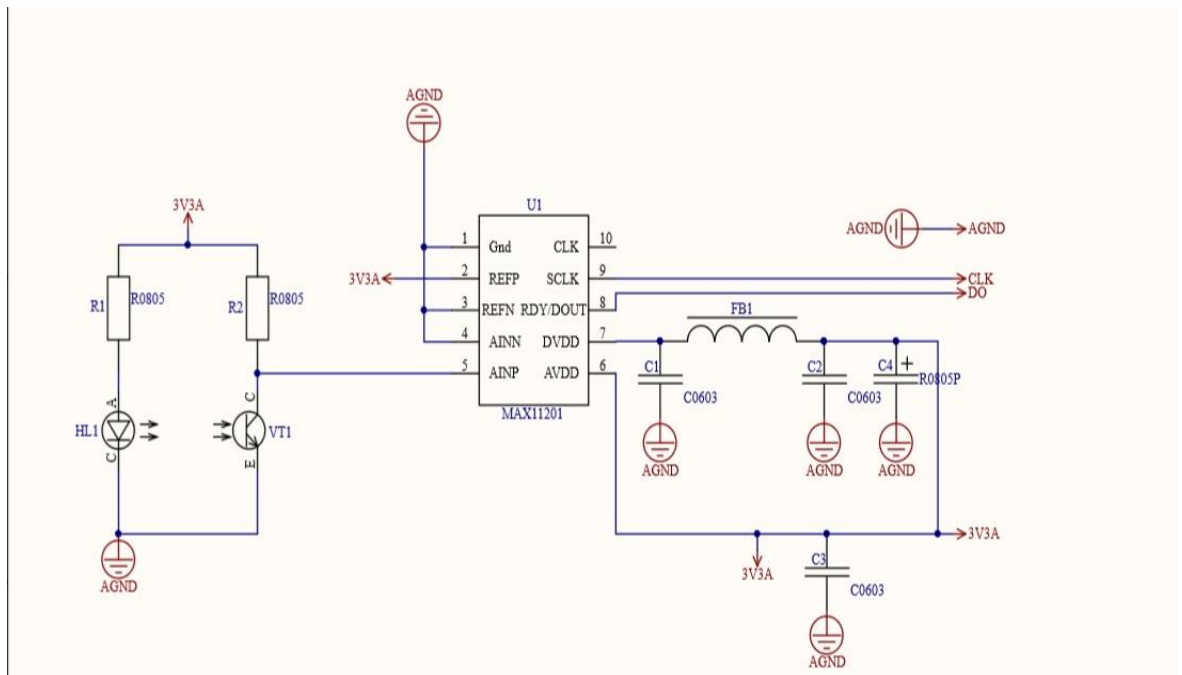 AGND
3V3A
U1
1 Gnd CLK 10
3V3A 2 REFP SCLK 9 CLK
3 REFN RDY/DOUT 8 DO
4 AINN DVDD 7
5 AINP AVDD 6
MAX11201
AGND AGND
R1 R0805
R2 R0805
FB1
C1 C0603
C2 C0603
C4 + R0805P
AGND AGND AGND
HL1 A C
VT1 C E
AGND
3V3A
3V3A
C3 C0603
AGND